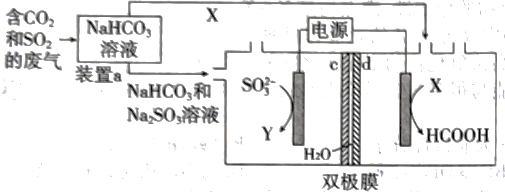 含CO₂
和SO₂
的废气
NaHCO₃
溶液
装置a
X
NaHCO₃和
Na₂SO₃溶液
电源
SO₃²⁻
Y
c
d
H₂O
X
HCOOH
双极膜